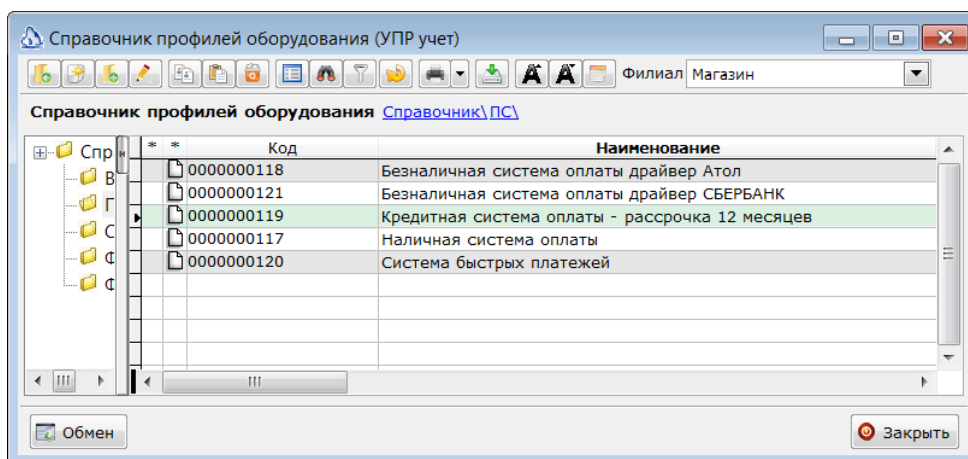 Справочник профилей оборудования (УПР учет)
Филиал Магазин
Справочник профилей оборудования Справочник\ПС\
* * Код Наименование
Спр
В
0000000118 Безналичная система оплаты драйвер Атол
0000000121 Безналичная система оплаты драйвер СБЕРБАНК
0000000119 Кредитная система оплаты - рассрочка 12 месяцев
С
0000000117 Наличная система оплаты
Ф
0000000120 Система быстрых платежей
Ф
Обмен Закрыть